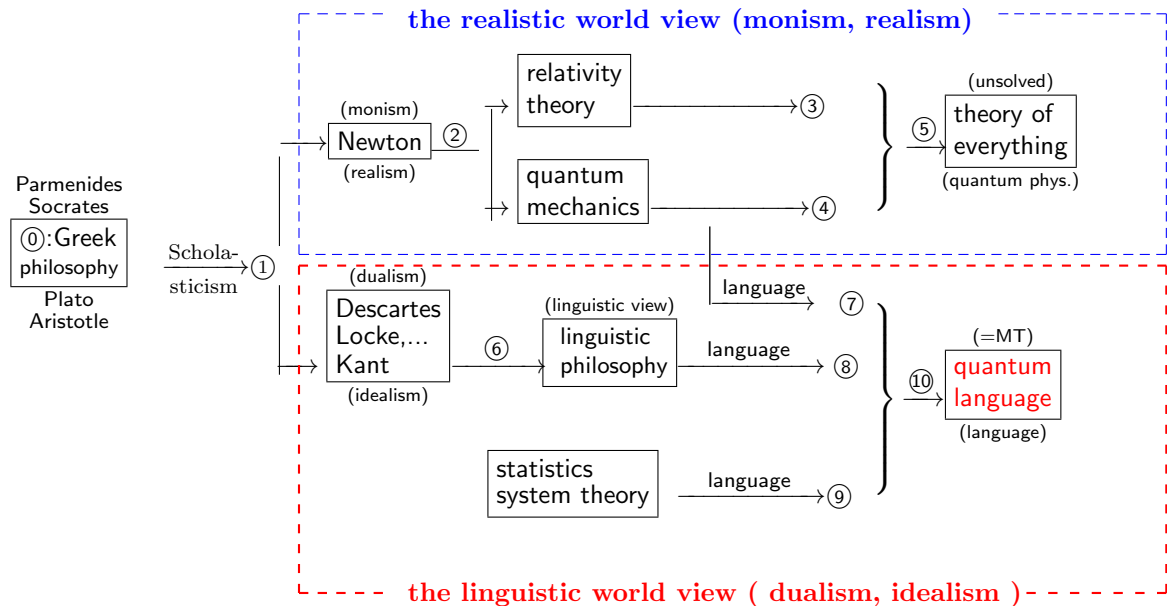 the realistic world view (monism, realism)
relativity
theory
③
(unsolved)
theory of
everything
(quantum phys.)
⑤
(monism)
Newton
(realism)
②
quantum
mechanics
④
Parmenides
Socrates
⓪:Greek
philosophy
Plato
Aristotle
Schola-
sticism
①
(dualism)
Descartes
Locke,...
Kant
(idealism)
⑥
(linguistic view)
linguistic
philosophy
language
⑦
language
⑧
statistics
system theory
language
⑨
⑩
(=MT)
quantum
language
(language)
the linguistic world view ( dualism, idealism )